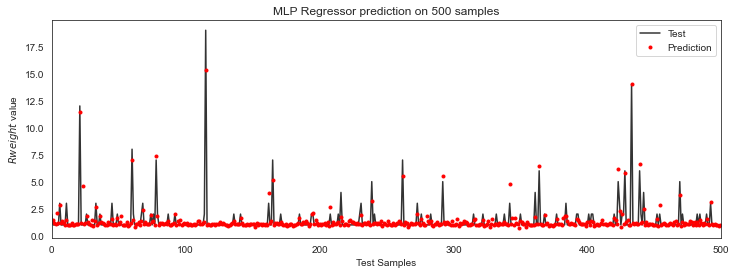 MLP Regressor prediction on 500 samples
Test
Prediction
17.5
15.0
12.5
10.0
7.5
5.0
2.5
0.0
Rweight value
0 100 200 300 400 500
Test Samples